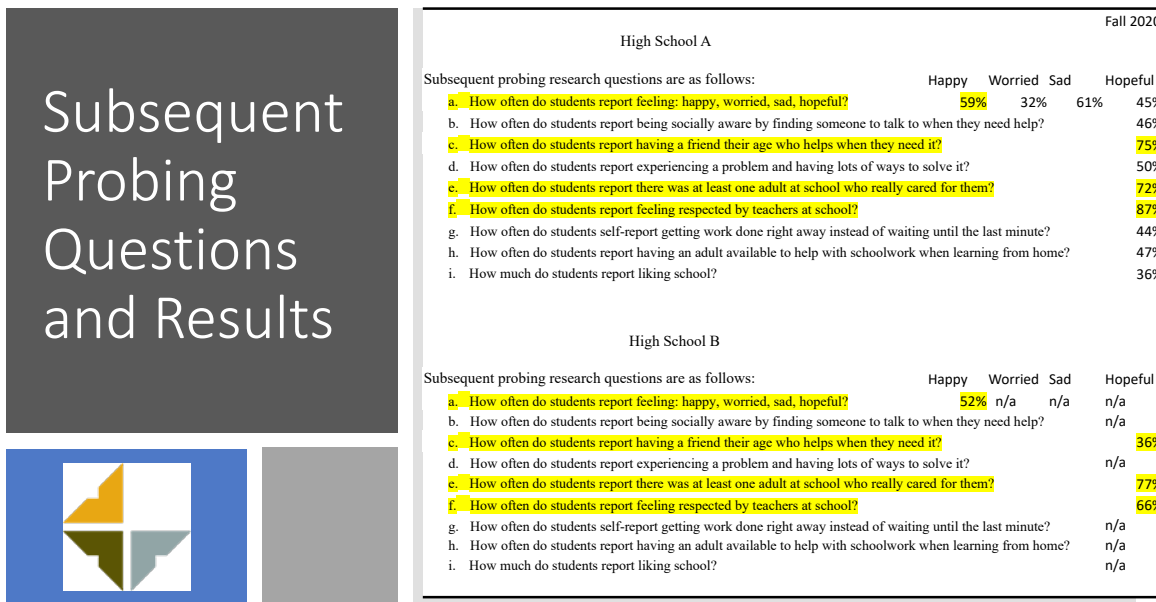 Subsequent
Probing
Questions
and Results
Fall 2020
High School A
Subsequent probing research questions are as follows: Happy Worried Sad Hopeful
a. How often do students report feeling: happy, worried, sad, hopeful? 59% 32% 61% 45%
b. How often do students report being socially aware by finding someone to talk to when they need help? 46%
c. How often do students report having a friend their age who helps when they need it? 75%
d. How often do students report experiencing a problem and having lots of ways to solve it? 50%
e. How often do students report there was at least one adult at school who really cared for them? 72%
f. How often do students report feeling respected by teachers at school? 87%
g. How often do students self-report getting work done right away instead of waiting until the last minute? 44%
h. How often do students report having an adult available to help with schoolwork when learning from home? 47%
i. How much do students report liking school? 36%
High School B
Subsequent probing research questions are as follows: Happy Worried Sad Hopeful
a. How often do students report feeling: happy, worried, sad, hopeful? 52% n/a n/a n/a
b. How often do students report being socially aware by finding someone to talk to when they need help? n/a
c. How often do students report having a friend their age who helps when they need it? 36%
d. How often do students report experiencing a problem and having lots of ways to solve it? n/a
e. How often do students report there was at least one adult at school who really cared for them? 77%
f. How often do students report feeling respected by teachers at school? 66%
g. How often do students self-report getting work done right away instead of waiting until the last minute? n/a
h. How often do students report having an adult available to help with schoolwork when learning from home? n/a
i. How much do students report liking school? n/a